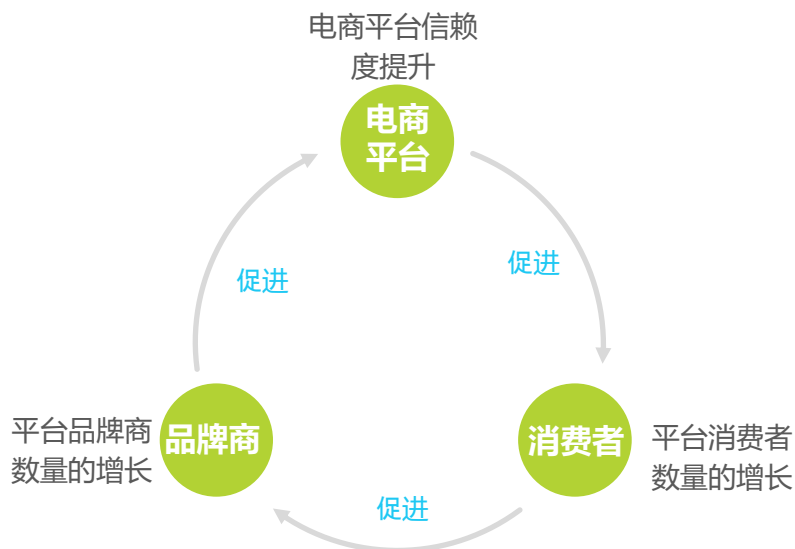 电商平台信赖
度提升
电商
平台
促进
促进
平台品牌商
数量的增长
品牌商
消费者
平台消费者
数量的增长
促进